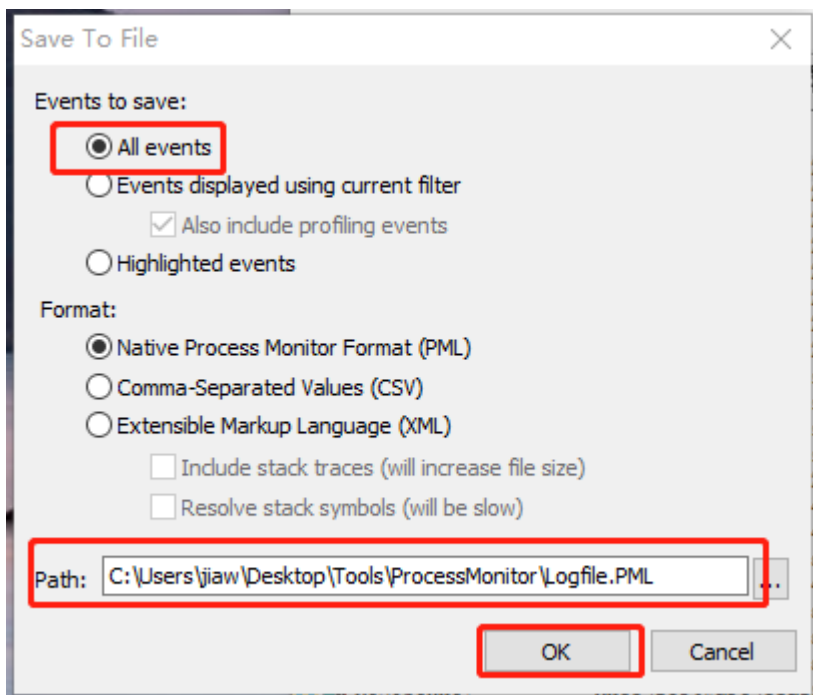 Save To File
Events to save:
All events
Events displayed using current filter
Also include profiling events
Highlighted events
Format:
Native Process Monitor Format (PML)
Comma-Separated Values (CSV)
Extensible Markup Language (XML)
Include stack traces (will increase file size)
Resolve stack symbols (will be slow)
Path: C:\Users\jiaw\Desktop\Tools\ProcessMonitor\Logfile.PML ...
OK Cancel